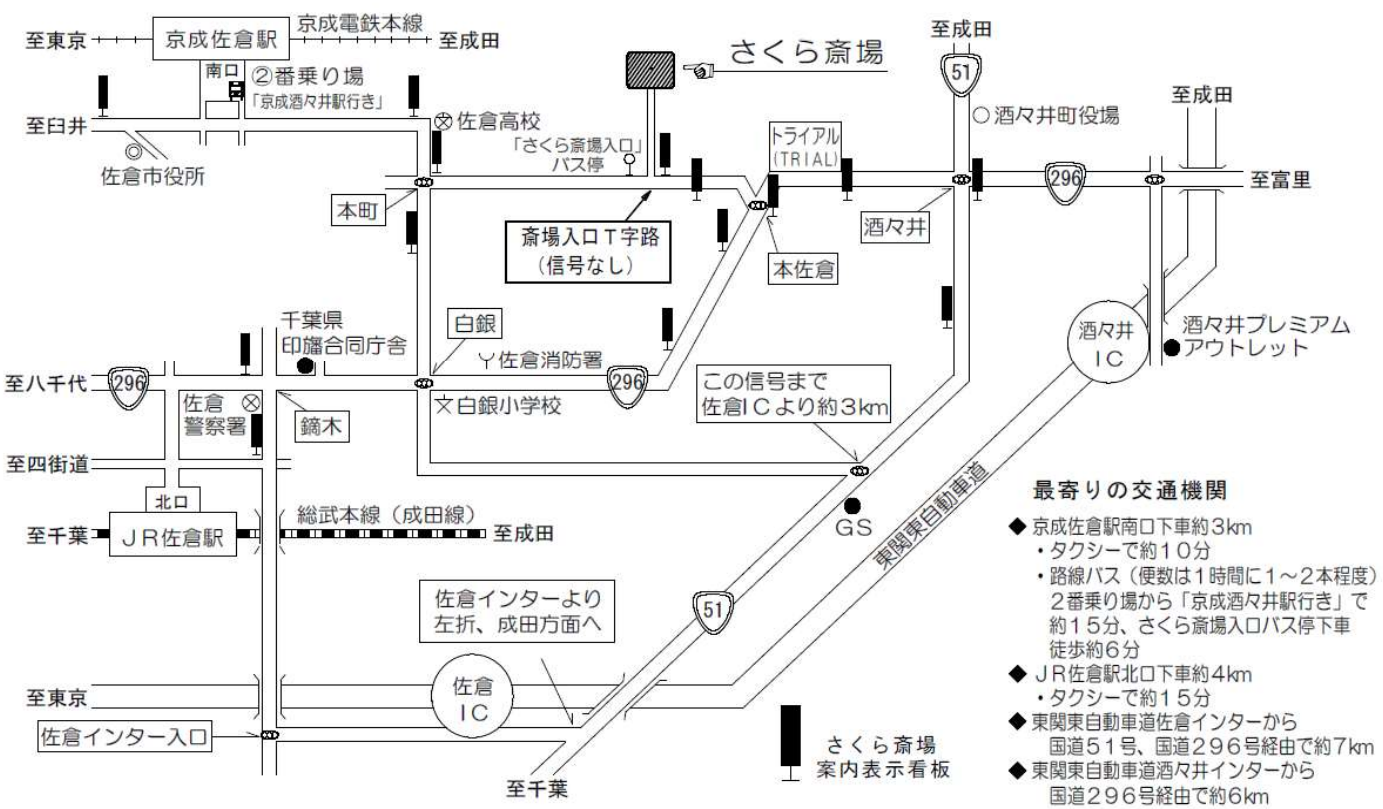 京成電鉄本線
至東京
京成佐倉駅
至成田
南口
②番乗り場
「京成酒々井駅行き」
至臼井
佐倉市役所
佐倉高校
さくら斎場
「さくら斎場入口」
バス停
トライアル
(TRIAL)
至成田
51
酒々井町役場
至成田
296
至富里
本町
斎場入口T字路
(信号なし)
本佐倉
酒々井
千葉県
印旛合同庁舎
白銀
佐倉消防署
至八千代
296
佐倉
警察署
鏑木
白銀小学校
296
この信号まで
佐倉ICより約3km
酒々井
IC
酒々井プレミアム
アウトレット
至四街道
北口
至千葉
JR佐倉駅
総武本線(成田線)
至成田
GS
東関東自動車道
佐倉インターより
左折、成田方面へ
51
至東京
佐倉
IC
佐倉インター入口
至千葉
さくら斎場
案内表示看板
最寄りの交通機関
◆ 京成佐倉駅南口下車約3km
・タクシーで約10分
・路線バス(便数は1時間に1~2本程度)
2番乗り場から「京成酒々井駅行き」で
約15分、さくら斎場入口バス停下車
徒歩約6分
◆ JR佐倉駅北口下車約4km
・タクシーで約15分
◆ 東関東自動車道佐倉インターから
国道51号、国道296号経由で約7km
◆ 東関東自動車道酒々井インターから
国道296号経由で約6km